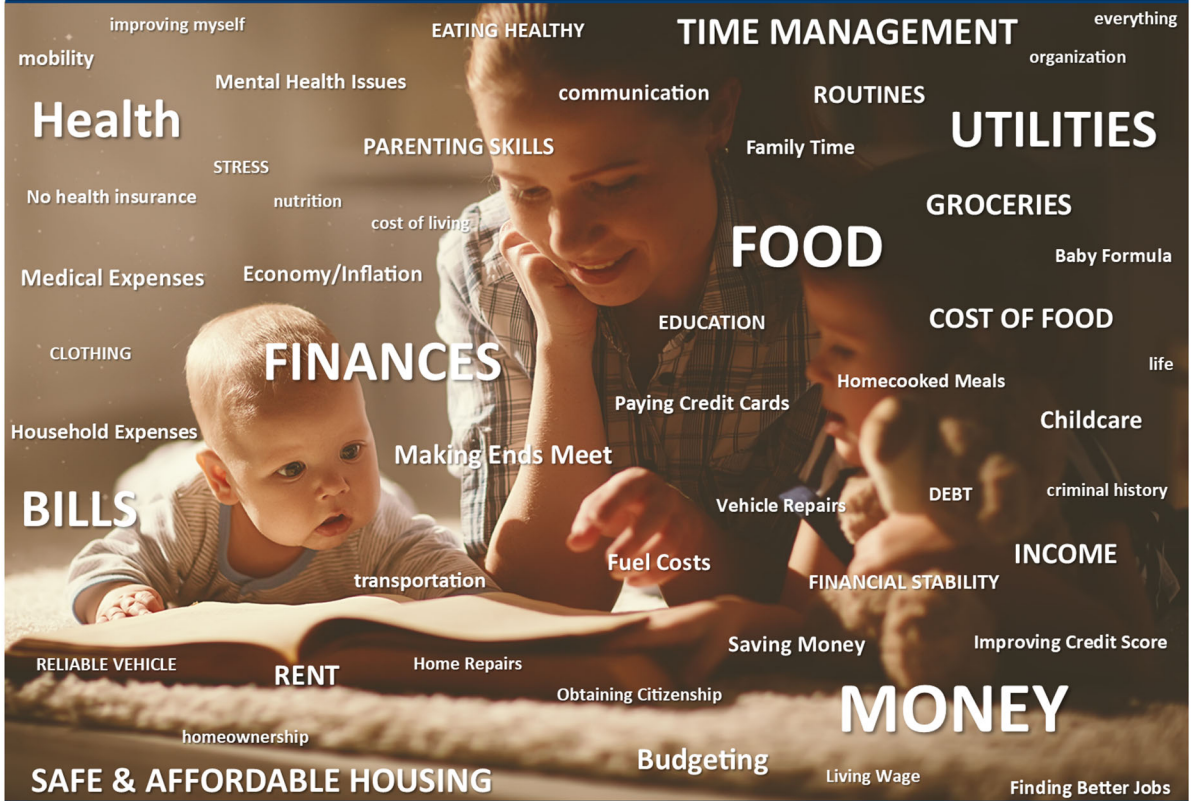 improving myself
EATING HEALTHY
TIME MANAGEMENT
everything
mobility
organization
Mental Health Issues
communication
ROUTINES
Health
UTILITIES
PARENTING SKILLS
Family Time
STRESS
No health insurance
nutrition
GROCERIES
cost of living
FOOD
Baby Formula
Medical Expenses
Economy/Inflation
EDUCATION
COST OF FOOD
CLOTHING
FINANCES
life
Homecooked Meals
Paying Credit Cards
Childcare
Household Expenses
Making Ends Meet
BILLS
Vehicle Repairs
DEBT
criminal history
Fuel Costs
INCOME
transportation
FINANCIAL STABILITY
Saving Money
Improving Credit Score
RELIABLE VEHICLE
RENT
Home Repairs
Obtaining Citizenship
MONEY
homeownership
Budgeting
SAFE & AFFORDABLE HOUSING
Living Wage
Finding Better Jobs